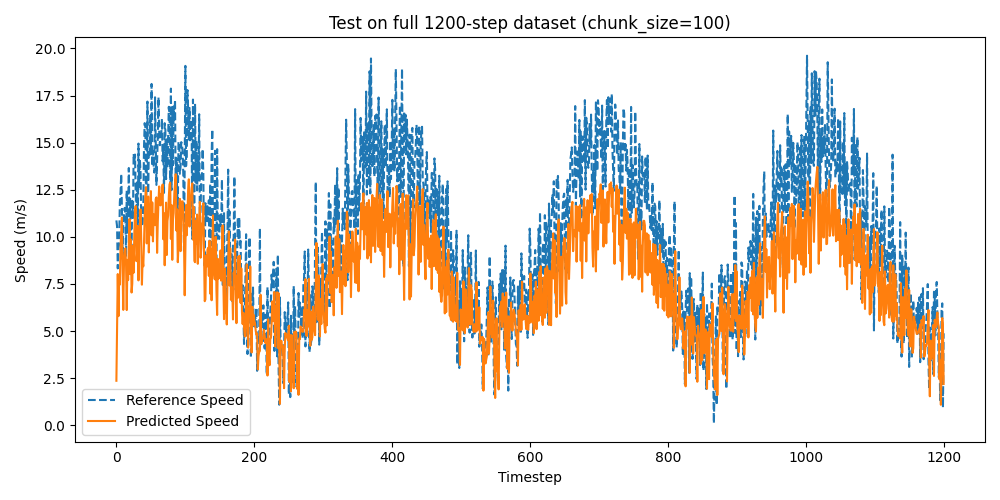 Test on full 1200-step dataset (chunk_size=100)
20.0
17.5
15.0
12.5
10.0
7.5
5.0
2.5
0.0
Speed (m/s)
Reference Speed
Predicted Speed
0 200 400 600 800 1000 1200
Timestep